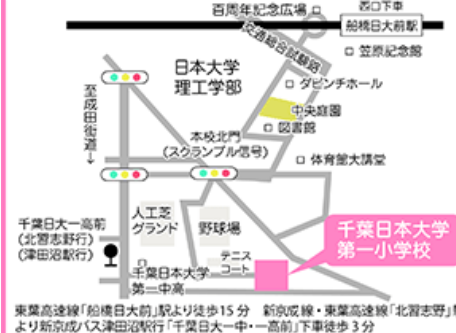 百周年記念広場
西口下車
船橋日大前駅
交通総合試験路
笠原記念館
日本大学
理工学部
ダビンチホール
中央庭園
図書館
至成田街道→
本校北門
(スクランブル信号)
体育館大講堂
千葉日大一高前
(北習志野行)
(津田沼駅行)
人工芝
グランド
野球場
テニス
コート
千葉日本大学
第一小学校
千葉日本大学
第一中高
東葉高速線「船橋日大前」駅より徒歩15分 新京成線・東葉高速線「北習志野」
より新京成バス津田沼駅行「千葉日大一中・一高前」下車徒歩3分